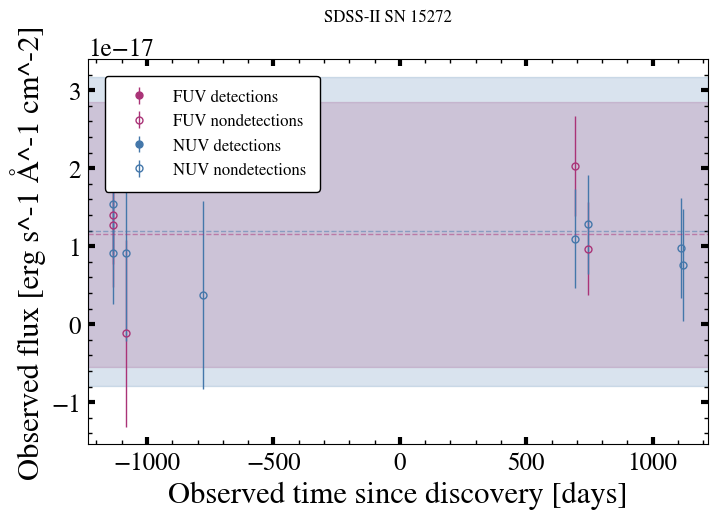 SDSS-II SN 15272
1e−17
FUV detections
FUV nondetections
NUV detections
NUV nondetections
3
2
1
0
−1
−1000
−500
0
500
1000
Observed time since discovery [days]
Observed flux [erg s^-1 Å^-1 cm^-2]